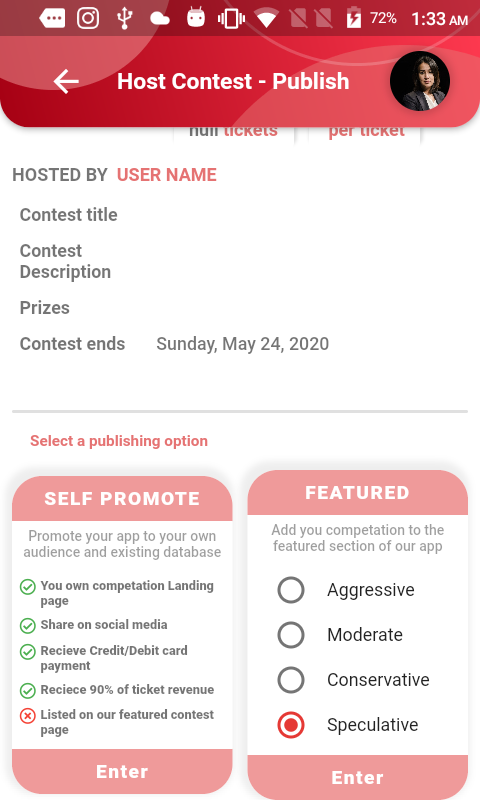 72% 1:33 AM
Host Contest - Publish
null tickets per ticket
HOSTED BY USER NAME
Contest title
Contest
Description
Prizes
Contest ends Sunday, May 24, 2020
Select a publishing option
SELF PROMOTE
Promote your app to your own
audience and existing database
You own competation Landing
page
Share on social media
Recieve Credit/Debit card
payment
Reciece 90% of ticket revenue
Listed on our featured contest
page
Enter
FEATURED
Add you competation to the
featured section of our app
Aggressive
Moderate
Conservative
Speculative
Enter